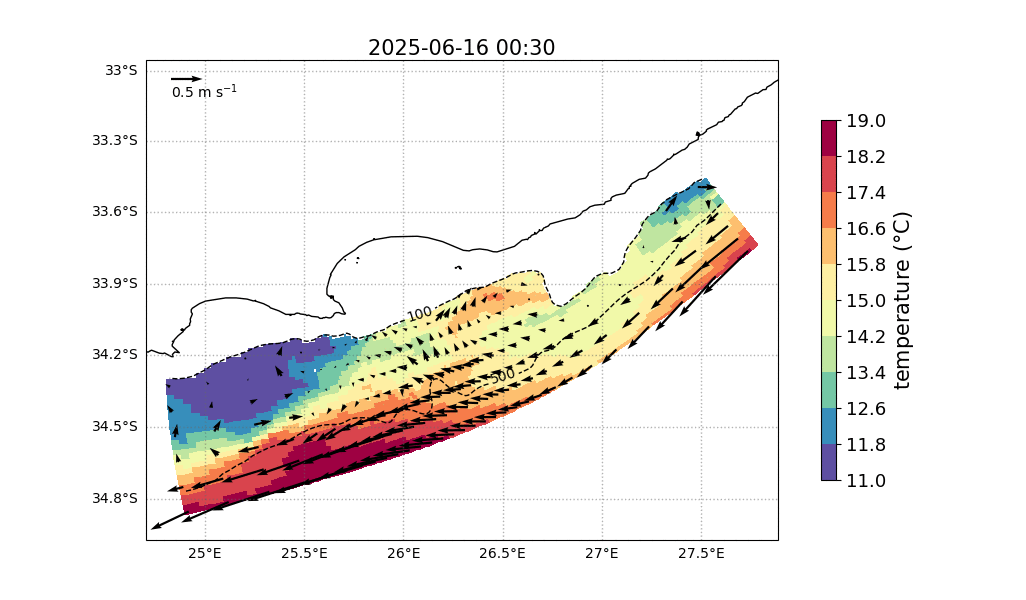 2025-06-16 00:30
0.5 m s⁻¹
33°S
33.3°S
33.6°S
33.9°S
34.2°S
34.5°S
34.8°S
100
500
25°E
25.5°E
26°E
26.5°E
27°E
27.5°E
19.0
18.2
17.4
16.6
15.8
15.0
14.2
13.4
12.6
11.8
11.0
temperature (°C)